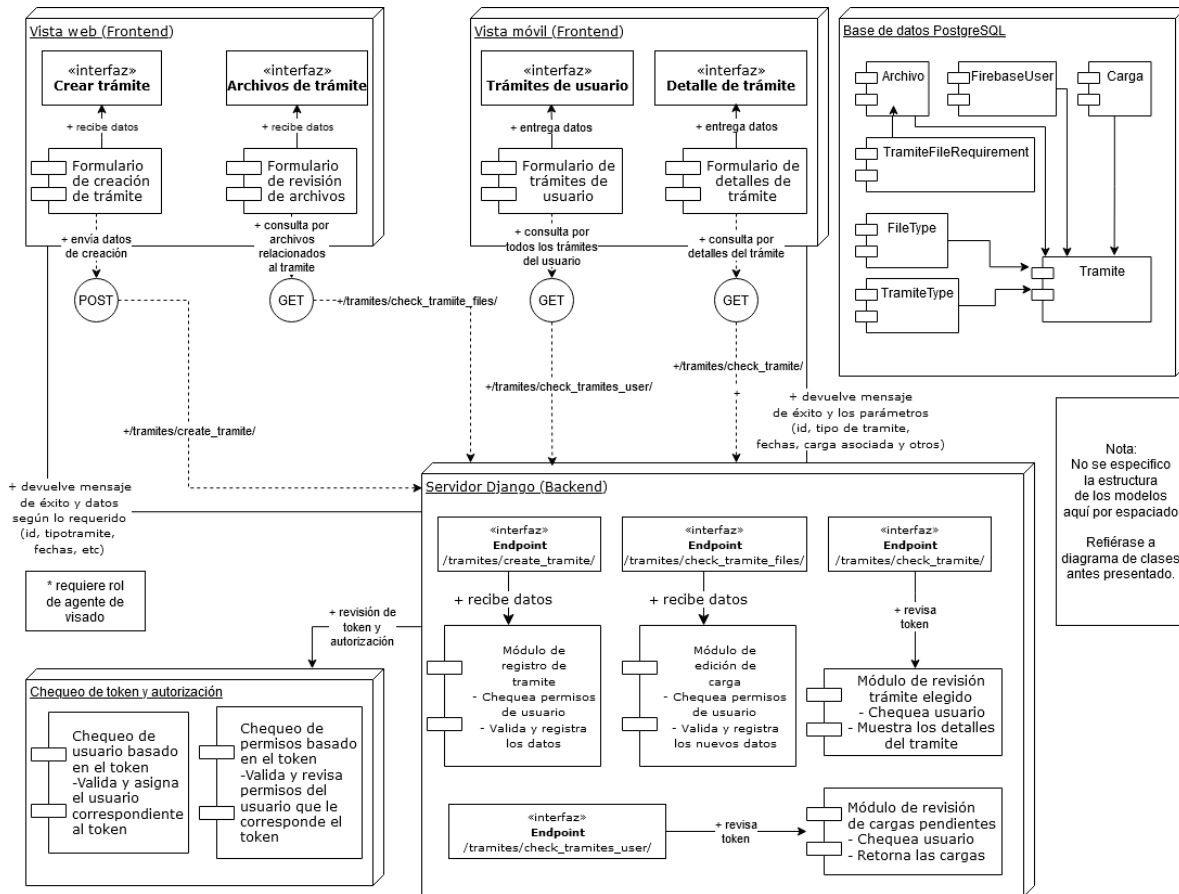 Vista web (Frontend)
«interfaz»
Crear trámite
«interfaz»
Archivos de trámite
+ recibe datos
+ recibe datos
Formulario
de creación
de trámite
Formulario
de revisión
de archivos
+ envía datos
de creación
+ consulta por
archivos
relacionados
al tramite
POST
GET
+/tramites/check_tramiite_files/
+/tramites/create_tramite/
Vista móvil (Frontend)
«interfaz»
Trámites de usuario
«interfaz»
Detalle de trámite
+ entrega datos
+ entrega datos
Formulario de
trámites de
usuario
Formulario de
detalles de
trámite
+ consulta por
todos los trámites
del usuario
+ consulta por
detalles del trámite
GET
GET
+/tramites/check_tramites_user/
+/tramites/check_tramite/
+
+ devuelve mensaje
de éxito y los parámetros
(id, tipo de tramite,
fechas, carga asociada y otros)
Base de datos PostgreSQL
Archivo
FirebaseUser
Carga
TramiteFileRequirement
FileType
Tramite
TramiteType
Nota:
No se especifico
la estructura
de los modelos
aquí por espaciado.
Refiérase a
diagrama de clases
antes presentado.
+ devuelve mensaje
de éxito y datos
según lo requerido
(id, tipotramite,
fechas, etc)
* requiere rol
de agente de
visado
+ revisión de
token y
autorización
Servidor Django (Backend)
«interfaz»
Endpoint
/tramites/create_tramite/
«interfaz»
Endpoint
/tramites/check_tramite_files/
«interfaz»
Endpoint
/tramites/check_tramite/
+ recibe datos
+ recibe datos
+ revisa
token
Módulo de
registro de
tramite
- Chequea permisos
de usuario
- Valida y registra
los datos
Módulo de
edición de
carga
- Chequea permisos
de usuario
- Valida y registra
los nuevos datos
Módulo de revisión
trámite elegido
- Chequea usuario
- Muestra los detalles
del tramite
«interfaz»
Endpoint
/tramites/check_tramites_user/
+ revisa
token
Módulo de revisión
de cargas pendientes
- Chequea usuario
- Retorna las cargas
Chequeo de token y autorización
Chequeo de
usuario basado
en el token
-Valida y asigna
el usuario
correspondiente
al token
Chequeo de
permisos basado
en el token
-Valida y revisa
permisos del
usuario que le
corresponde el
token